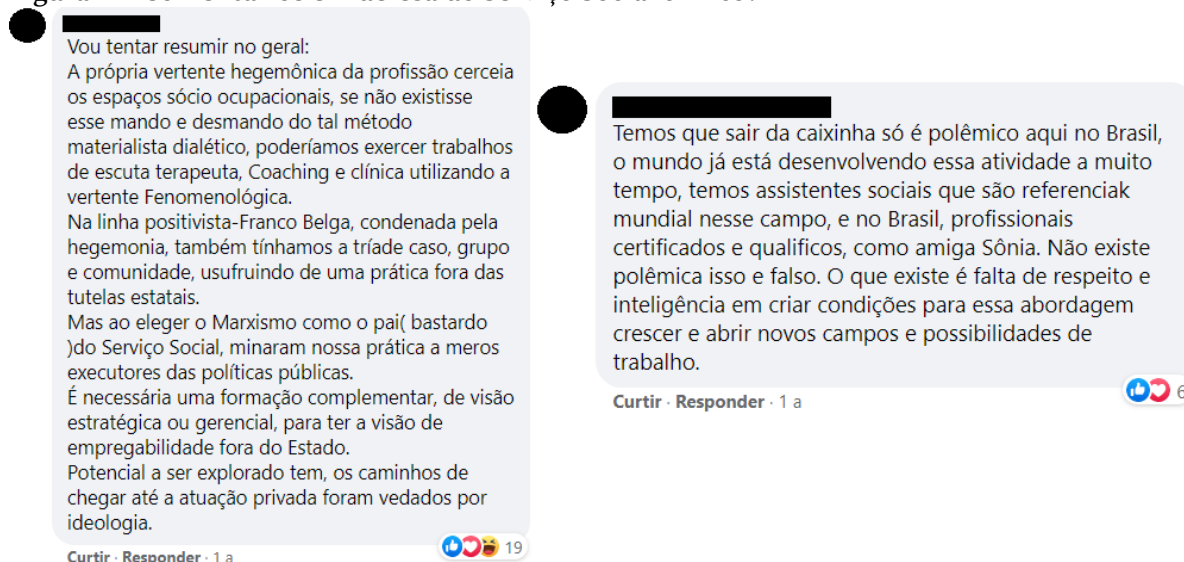 Vou tentar resumir no geral:
A própria vertente hegemônica da profissão cerceia
os espaços sócio ocupacionais, se não existisse
esse mando e desmando do tal método
materialista dialético, poderíamos exercer trabalhos
de escuta terapeuta, Coaching e clínica utilizando a
vertente Fenomenológica.
Na linha positivista-Franco Belga, condenada pela
hegemonia, também tínhamos a tríade caso, grupo
e comunidade, usufruindo de uma prática fora das
tutelas estatais.
Mas ao eleger o Marxismo como o pai( bastardo
)do Serviço Social, minaram nossa prática a meros
executores das políticas públicas.
É necessária uma formação complementar, de visão
estratégica ou gerencial, para ter a visão de
empregabilidade fora do Estado.
Potencial a ser explorado tem, os caminhos de
chegar até a atuação privada foram vedados por
ideologia.
Curtir · Responder · 1 a
19
Temos que sair da caixinha só é polêmico aqui no Brasil,
o mundo já está desenvolvendo essa atividade a muito
tempo, temos assistentes sociais que são referenciak
mundial nesse campo, e no Brasil, profissionais
certificados e qualificos, como amiga Sônia. Não existe
polêmica isso e falso. O que existe é falta de respeito e
inteligência em criar condições para essa abordagem
crescer e abrir novos campos e possibilidades de
trabalho.
Curtir · Responder · 1 a
6